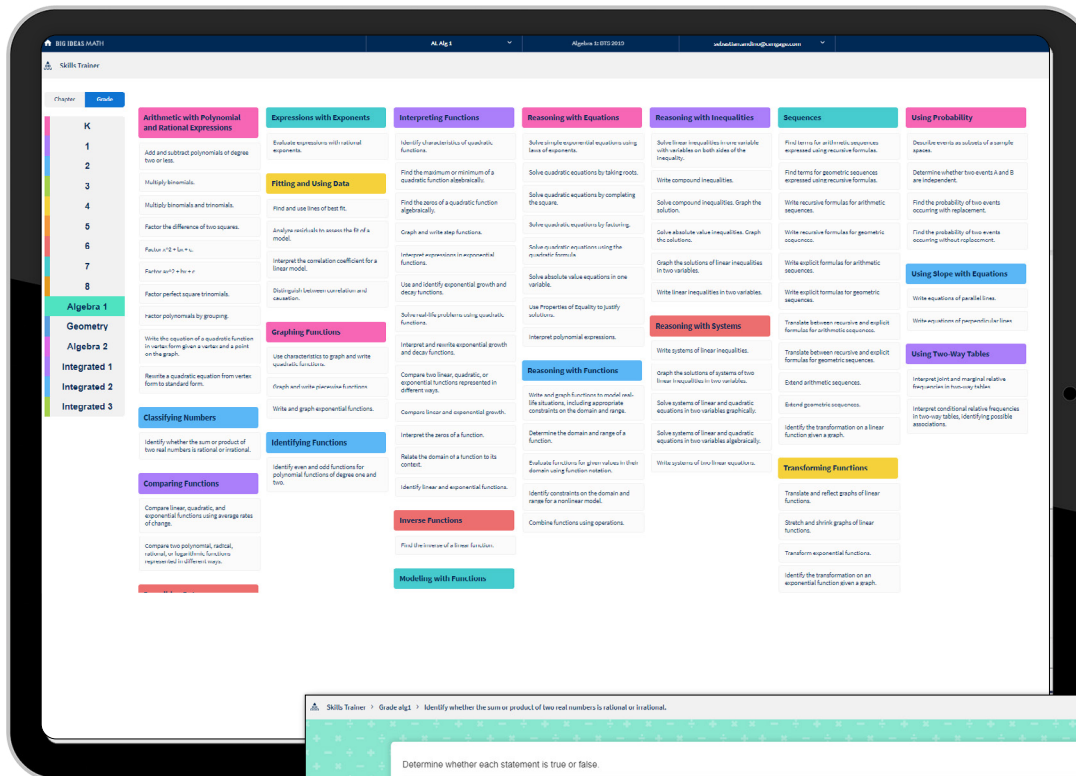 BIG IDEAS MATH
AL Alg 1
Algebra 1: BTS 2019
sebastian.andino@cengage.com
Skills Trainer
Chapter
Grade
K
1
2
3
4
5
6
7
8
Algebra 1
Geometry
Algebra 2
Integrated 1
Integrated 2
Integrated 3
Arithmetic with Polynomial
and Rational Expressions
Add and subtract polynomials of degree
two or less.
Multiply binomials.
Multiply binomials and trinomials.
Factor the difference of two squares.
Factor x^2 + bx + c.
Factor ax^2 + bx + c
Factor perfect square trinomials.
Factor polynomials by grouping.
Write the equation of a quadratic function
in vertex form given a vertex and a point
on the graph.
Rewrite a quadratic equation from vertex
form to standard form.
Classifying Numbers
Identify whether the sum or product of
two real numbers is rational or irrational.
Comparing Functions
Compare linear, quadratic, and
exponential functions using average rates
of change.
Compare two polynomial, radical,
rational, or logarithmic functions
represented in different ways.
Expressions with Exponents
Evaluate expressions with rational
exponents.
Fitting and Using Data
Find and use lines of best fit.
Analyze residuals to assess the fit of a
model.
Interpret the correlation coefficient for a
linear model.
Distinguish between correlation and
causation.
Graphing Functions
Use characteristics to graph and write
quadratic functions.
Graph and write piecewise functions
Write and graph exponential functions.
Identifying Functions
Identify even and odd functions for
polynomial functions of degree one and
two.
Interpreting Functions
Identify characteristics of quadratic
functions.
Find the maximum or minimum of a
quadratic function algebraically.
Find the zeros of a quadratic function
algebraically.
Graph and write step functions.
Interpret expressions in exponential
functions.
Use and identify exponential growth and
decay functions.
Solve real-life problems using quadratic
functions.
Interpret and rewrite exponential growth
and decay functions.
Compare two linear, quadratic, or
exponential functions represented in
different ways.
Compare linear and exponential growth.
Interpret the zeros of a function.
Relate the domain of a function to its
context.
Identify linear and exponential functions.
Inverse Functions
Find the inverse of a linear function.
Modeling with Functions
Reasoning with Equations
Solve simple exponential equations using
laws of exponents.
Solve quadratic equations by taking roots.
Solve quadratic equations by completing
the square.
Solve quadratic equations by factoring.
Solve quadratic equations using the
quadratic formula
Solve absolute value equations in one
variable.
Use Properties of Equality to justify
solutions.
Interpret polynomial expressions.
Reasoning with Functions
Write and graph functions to model real-
life situations, including appropriate
constraints on the domain and range.
Determine the domain and range of a
function.
Evaluate functions for given values in their
domain using function notation.
Identify constraints on the domain and
range for a nonlinear model.
Combine functions using operations.
Reasoning with Inequalities
Solve linear inequalities in one variable
with variables on both sides of the
inequality.
Write compound inequalities.
Solve compound inequalities. Graph the
solution.
Solve absolute value inequalities. Graph
the solutions.
Graph the solutions of linear inequalities
in two variables.
Write linear inequalities in two variables.
Reasoning with Systems
Write systems of linear inequalities.
Graph the solutions of systems of two
linear inequalities in two variables.
Solve systems of linear and quadratic
equations in two variables graphically.
Solve systems of linear and quadratic
equations in two variables algebraically.
Write systems of two linear equations.
Sequences
Find terms for arithmetic sequences
expressed using recursive formulas.
Find terms for geometric sequences
expressed using recursive formulas.
Write recursive formulas for arithmetic
sequences.
Write recursive formulas for geometric
sequences.
Write explicit formulas for arithmetic
sequences.
Write explicit formulas for geometric
sequences.
Translate between recursive and explicit
formulas for arithmetic sequences.
Translate between recursive and explicit
formulas for geometric sequences.
Extend arithmetic sequences.
Extend geometric sequences.
Identify the transformation on a linear
function given a graph.
Transforming Functions
Translate and reflect graphs of linear
functions.
Stretch and shrink graphs of linear
functions.
Transform exponential functions.
Identify the transformation on an
exponential function given a graph.
Using Probability
Describe events as subsets of a sample
spaces.
Determine whether two events A and B
are independent.
Find the probability of two events
occurring with replacement.
Find the probability of two events
occurring without replacement.
Using Slope with Equations
Write equations of parallel lines.
Write equations of perpendicular lines
Using Two-Way Tables
Interpret joint and marginal relative
frequencies in two-way tables
Interpret conditional relative frequencies
in two-way tables, identifying possible
associations.
Skills Trainer > Grade alg1 > Identify whether the sum or product of two real numbers is rational or irrational.
Determine whether each statement is true or false.